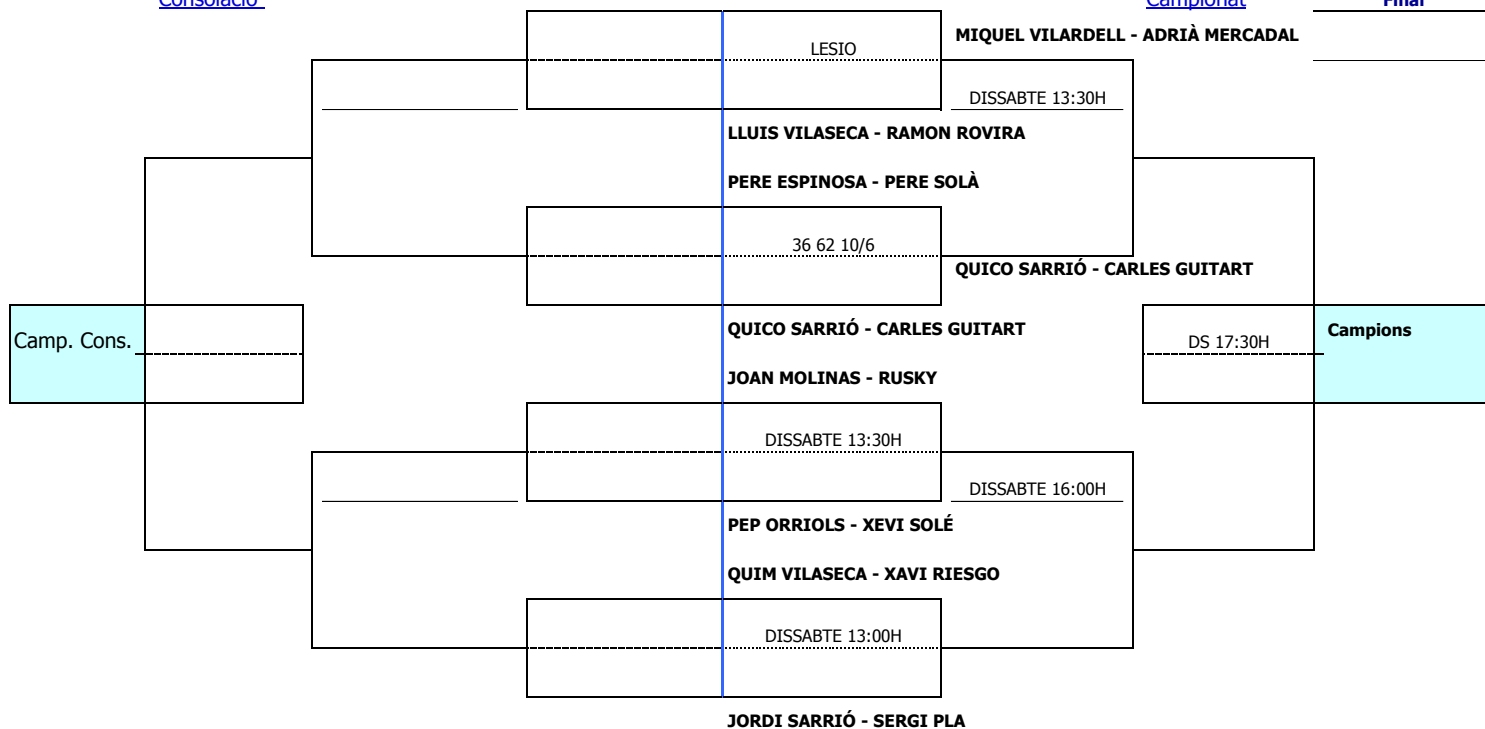 Consolació
Campionat
Final
MIQUEL VILARDELL - ADRIÀ MERCADAL
LESIO
DISSABTE 13:30H
LLUIS VILASECA - RAMON ROVIRA
PERE ESPINOSA - PERE SOLÀ
36 62 10/6
QUICO SARRIÓ - CARLES GUITART
QUICO SARRIÓ - CARLES GUITART
Camp. Cons.
DS 17:30H
Campions
JOAN MOLINAS - RUSKY
DISSABTE 13:30H
DISSABTE 16:00H
PEP ORRIOLS - XEVI SOLÉ
QUIM VILASECA - XAVI RIESGO
DISSABTE 13:00H
JORDI SARRIÓ - SERGI PLA